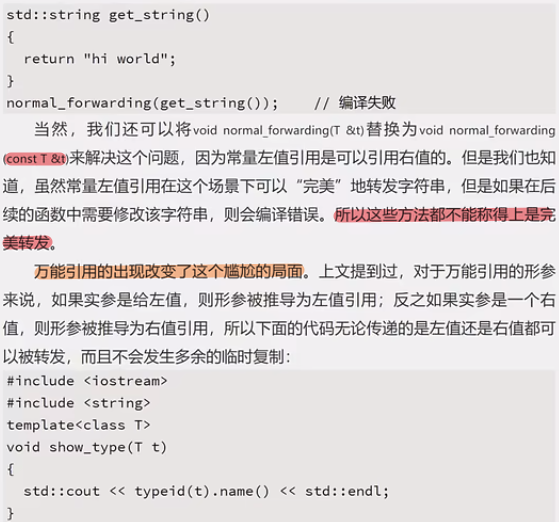 std::string get_string()
{
  return "hi world";
}
normal_forwarding(get_string());    // 编译失败
当然，我们还可以将void normal_forwarding(T &t)替换为void normal_forwarding
(const T &t)来解决这个问题，因为常量左值引用是可以引用右值的。但是我们也知
道，虽然常量左值引用在这个场景下可以“完美”地转发字符串，但是如果在后
续的函数中需要修改该字符串，则会编译错误。所以这些方法都不能称得上是完
美转发。
万能引用的出现改变了这个尴尬的局面。上文提到过，对于万能引用的形参
来说，如果实参是给左值，则形参被推导为左值引用；反之如果实参是一个右
值，则形参被推导为右值引用，所以下面的代码无论传递的是左值还是右值都可
以被转发，而且不会发生多余的临时复制：
#include <iostream>
#include <string>
template<class T>
void show_type(T t)
{
  std::cout << typeid(t).name() << std::endl;
}